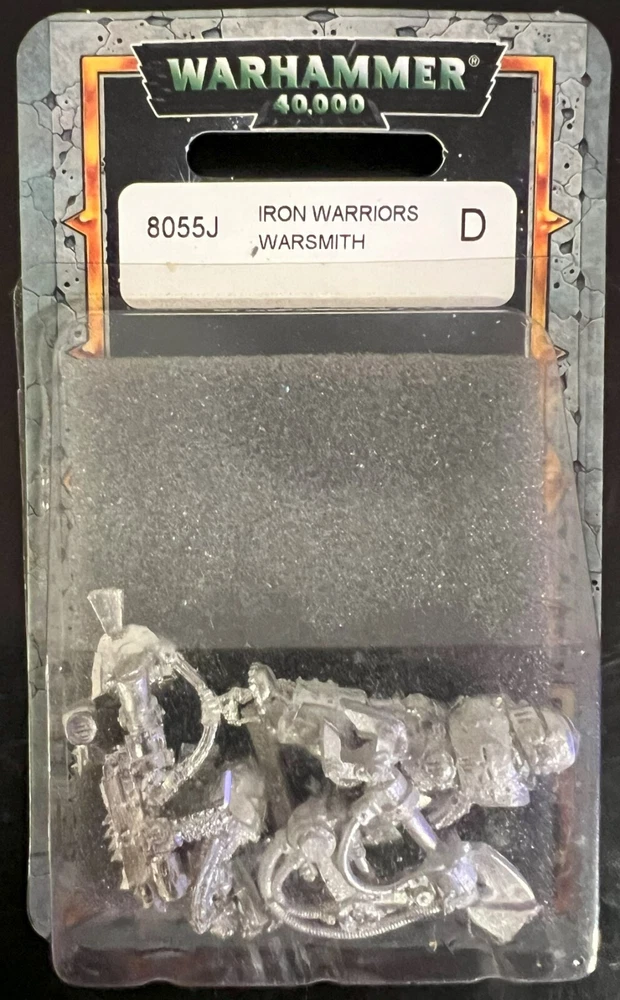 WARHAMMER®
40,000
8055J IRON WARRIORS D
WARSMITH